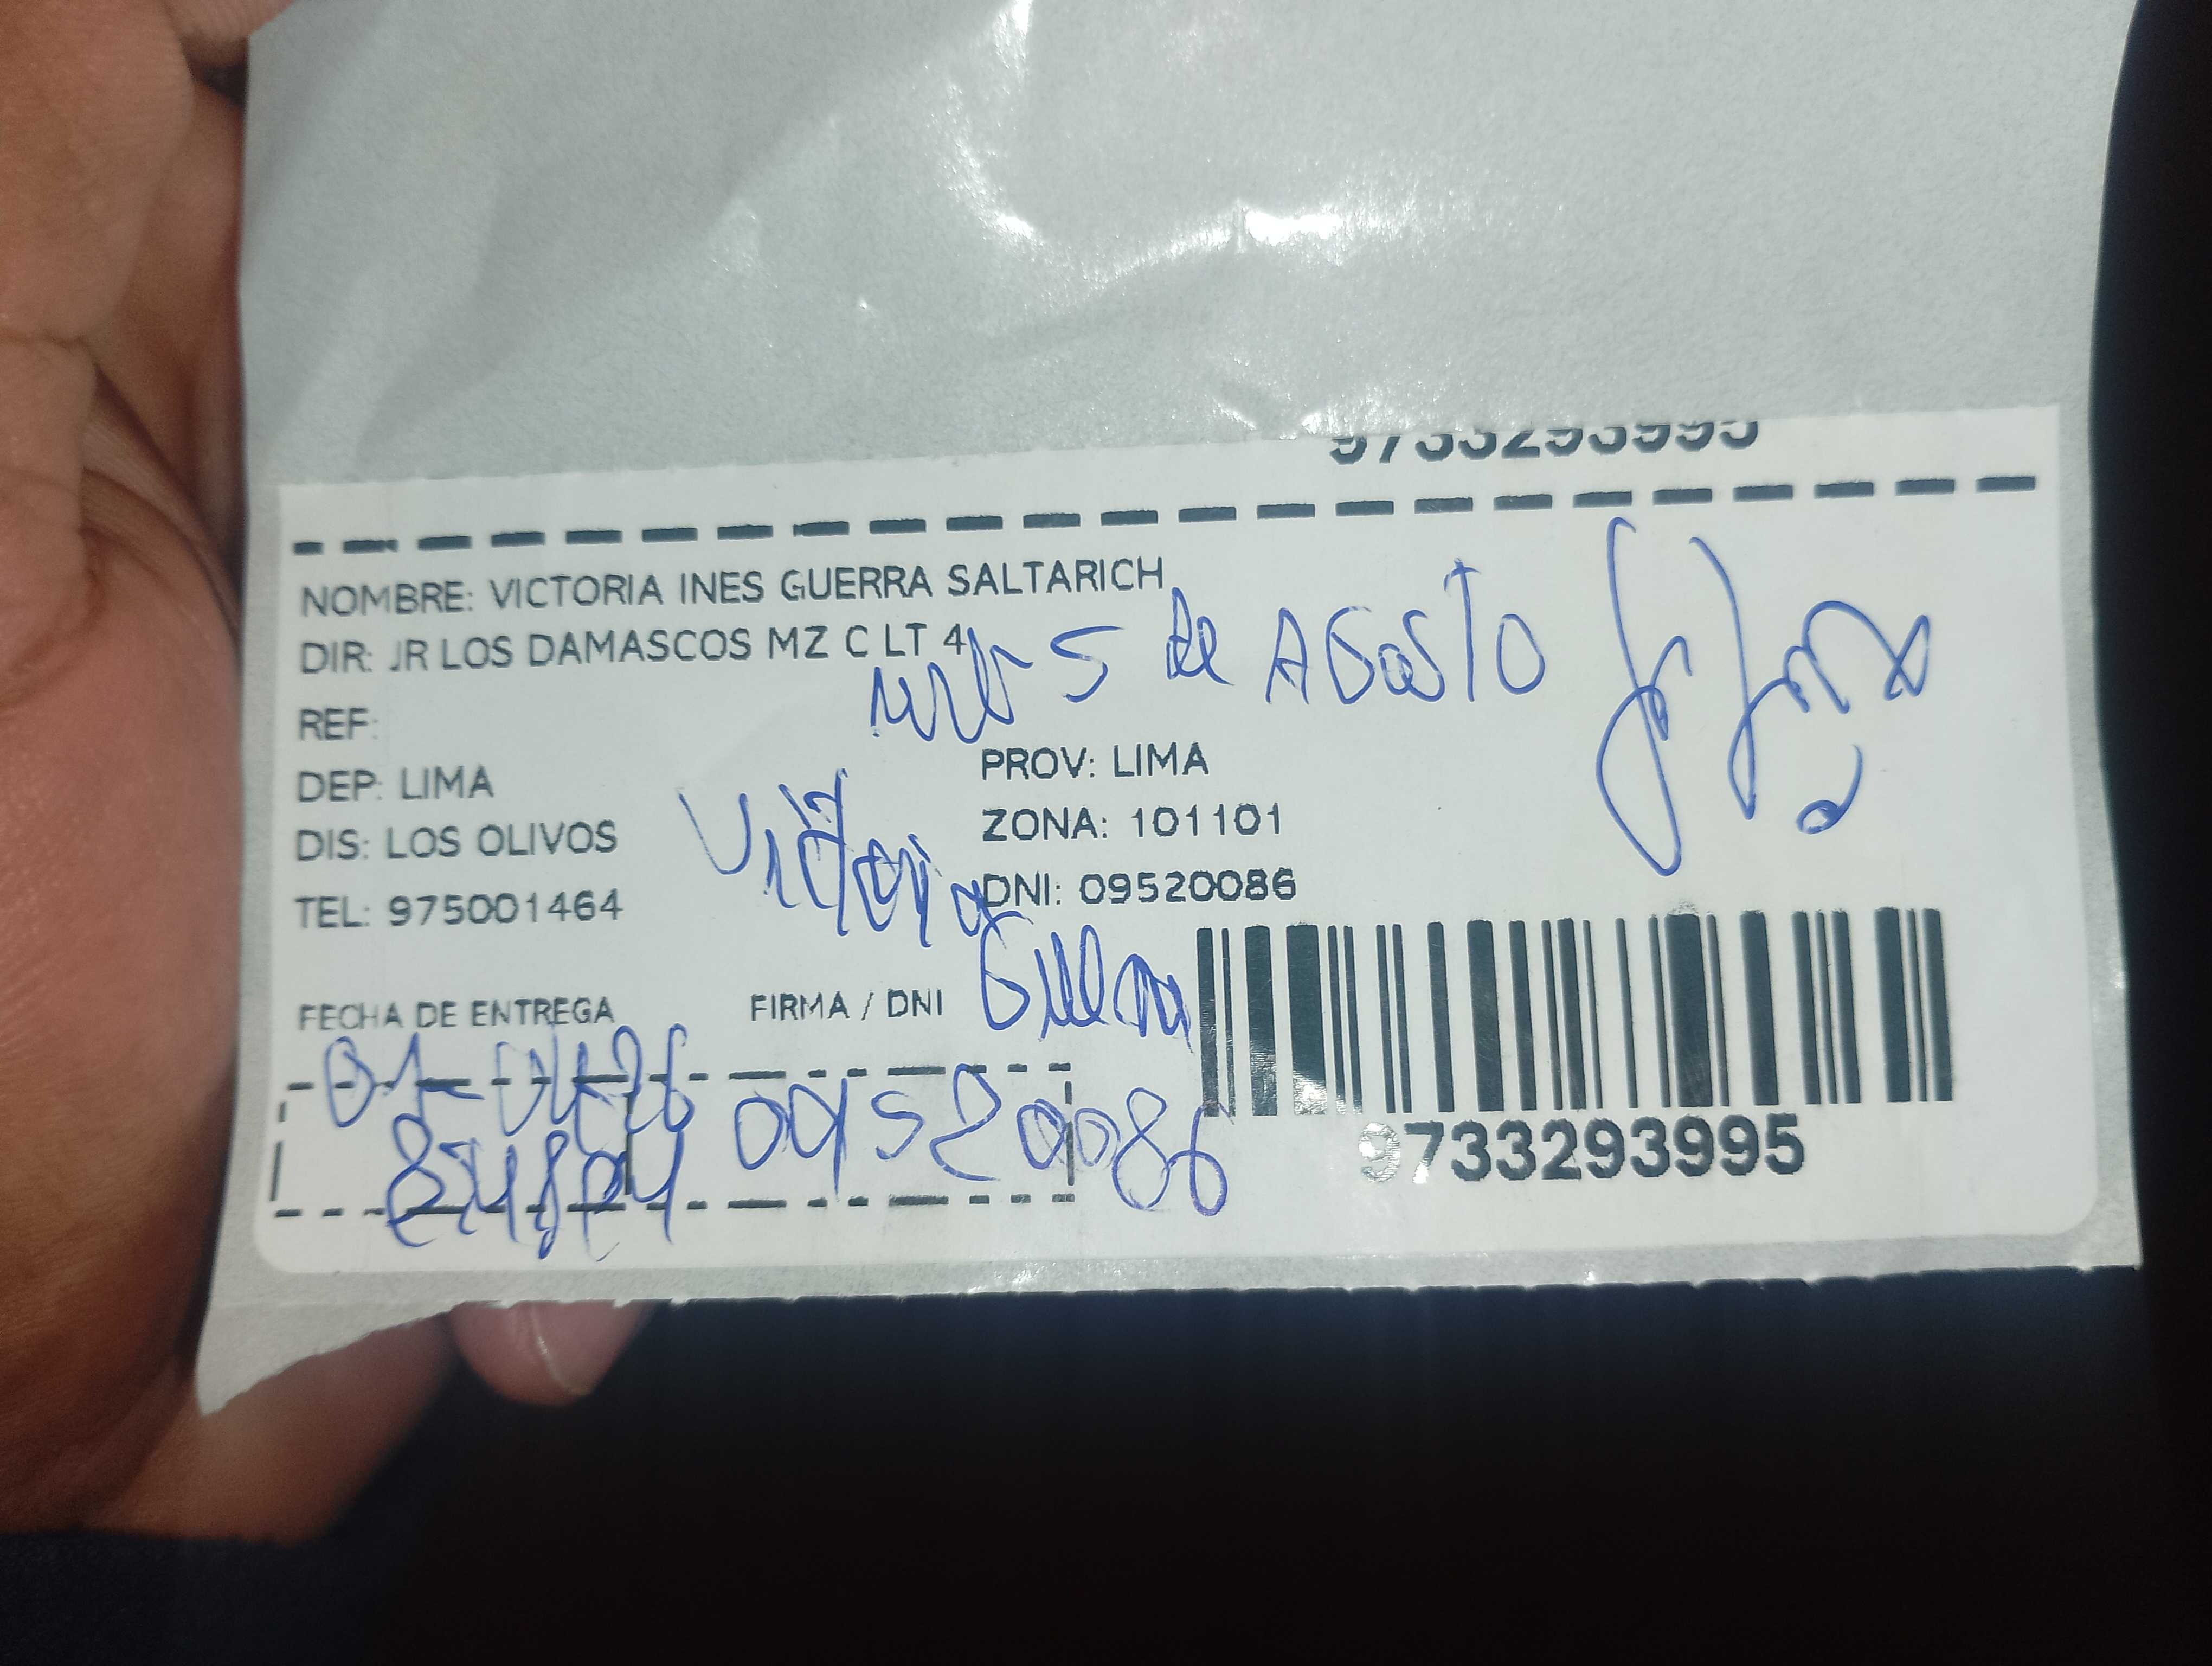 9733293995
NOMBRE: VICTORIA INES GUERRA SALTARICH
DIR: JR LOS DAMASCOS MZ C LT 4
5 de AGOSTO
REF:
DEP: LIMA
PROV: LIMA
DIS: LOS OLIVOS
ZONA: 101101
Victoria
TEL: 975001464
DNI: 09520086
Guerra
FECHA DE ENTREGA
FIRMA / DNI
09520086
9733293995